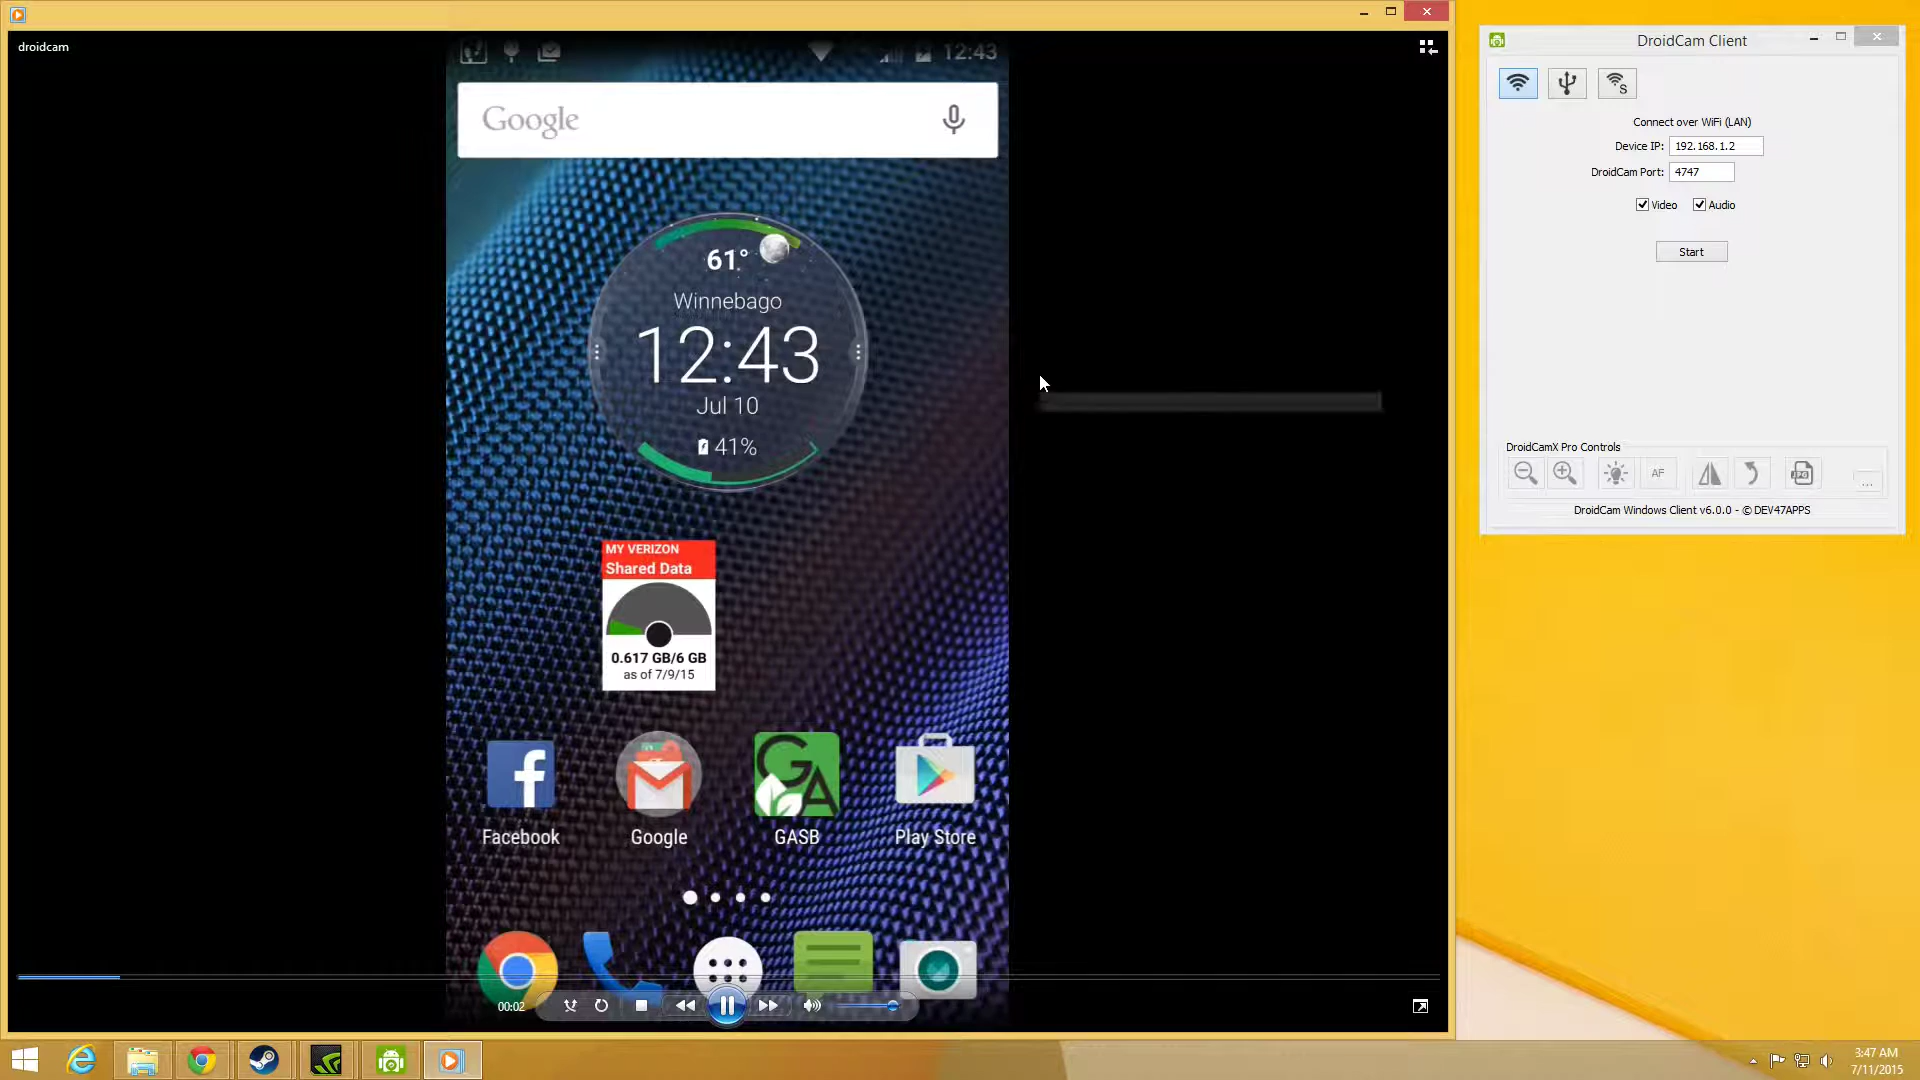 droidcam
12:43
Google
61°
Winnebago
12:43
Jul 10
41%
MY VERIZON
Shared Data
0.617 GB/6 GB
as of 7/9/15
GA
Facebook
Google
GASB
Play Store
00:02
DroidCam Client
S
Connect over WiFi (LAN)
Device IP: 192.168.1.2
DroidCam Port: 4747
Video Audio
Start
DroidCamX Pro Controls
AF
JPG
...
DroidCam Windows Client v6.0.0 - © DEV47APPS
3:47 AM
7/11/2015